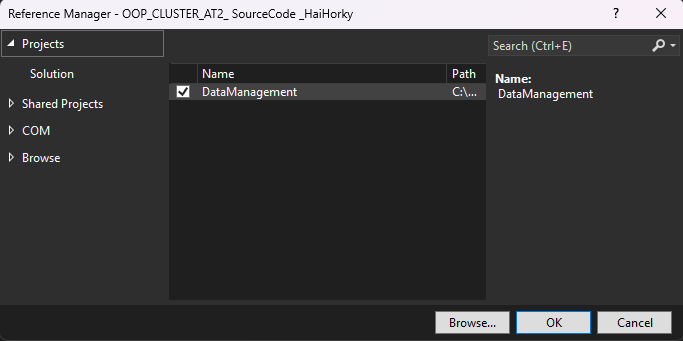 Reference Manager - OOP_CLUSTER_AT2_ SourceCode _HaiHorky ? ✕
Projects
Solution
Shared Projects
COM
Browse
Name Path
DataManagement C:\...
Search (Ctrl+E)
Name:
DataManagement
Browse... OK Cancel